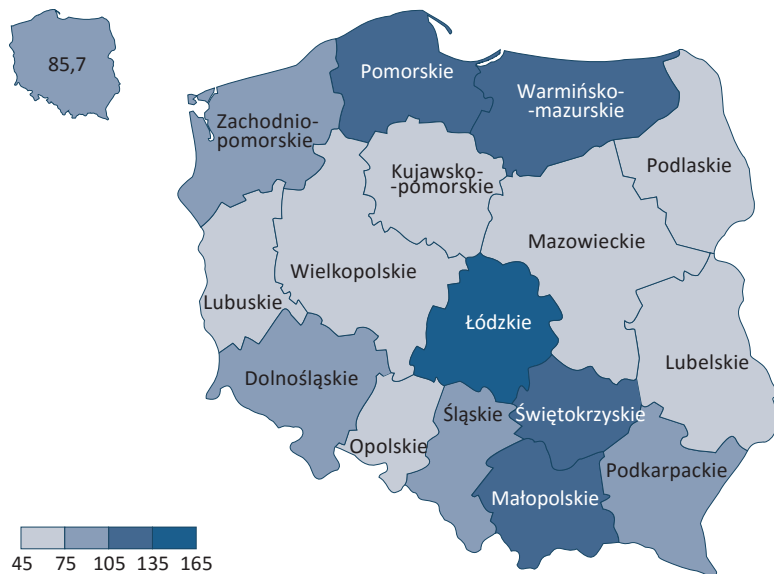 85,7
Pomorskie
Warmińsko-
-mazurskie
Zachodnio-
pomorskie
Podlaskie
Kujawsko-
-pomorskie
Mazowieckie
Wielkopolskie
Lubuskie
Łódzkie
Lubelskie
Dolnośląskie
Śląskie
Świętokrzyskie
Opolskie
Podkarpackie
Małopolskie
45 75 105 135 165